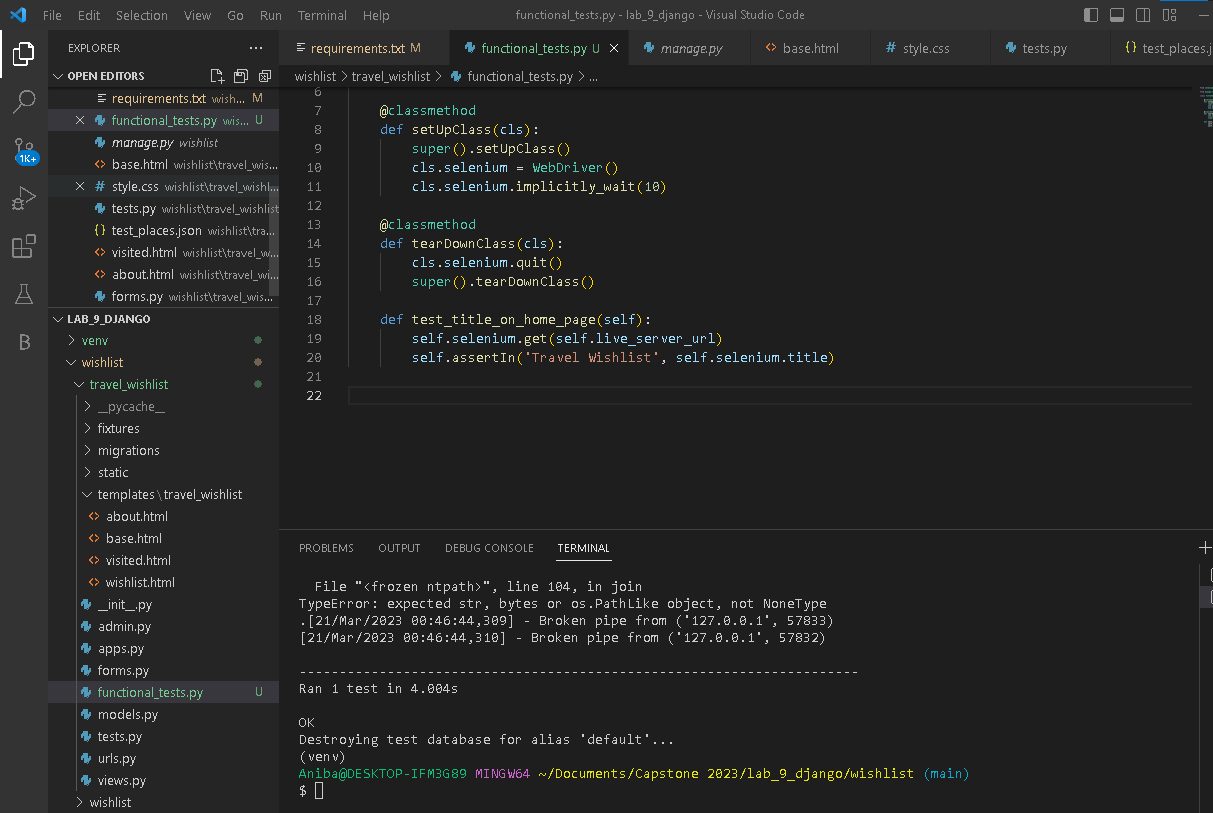 File Edit Selection View Go Run Terminal Help functional_tests.py - lab_9_django - Visual Studio Code
EXPLORER ...
requirements.txt M functional_tests.py U manage.py base.html # style.css tests.py {} test_places.j
OPEN EDITORS
wishlist > travel_wishlist > functional_tests.py > ...
requirements.txt wish... M
functional_tests.py wis... U
manage.py wishlist
base.html wishlist\travel_wis...
# style.css wishlist\travel_wishl...
tests.py wishlist\travel_wishlist
{} test_places.json wishlist\tra...
visited.html wishlist\travel_w...
about.html wishlist\travel_wi...
forms.py wishlist\travel_wis...
1K+
LAB_9_DJANGO
venv
wishlist
travel_wishlist
__pycache__
fixtures
migrations
static
templates\travel_wishlist
about.html
base.html
visited.html
wishlist.html
__init__.py
admin.py
apps.py
forms.py
functional_tests.py U
models.py
tests.py
urls.py
views.py
wishlist
6
7 @classmethod
8 def setUpClass(cls):
9 super().setUpClass()
10 cls.selenium = WebDriver()
11 cls.selenium.implicitly_wait(10)
12
13 @classmethod
14 def tearDownClass(cls):
15 cls.selenium.quit()
16 super().tearDownClass()
17
18 def test_title_on_home_page(self):
19 self.selenium.get(self.live_server_url)
20 self.assertIn('Travel Wishlist', self.selenium.title)
21
22
PROBLEMS OUTPUT DEBUG CONSOLE TERMINAL
File "<frozen ntpath>", line 104, in join
TypeError: expected str, bytes or os.PathLike object, not NoneType
.[21/Mar/2023 00:46:44,309] - Broken pipe from ('127.0.0.1', 57833)
[21/Mar/2023 00:46:44,310] - Broken pipe from ('127.0.0.1', 57832)
----------------------------------------------------------------------
Ran 1 test in 4.004s
OK
Destroying test database for alias 'default'...
(venv)
Aniba@DESKTOP-IFM3G89 MINGW64 ~/Documents/Capstone 2023/lab_9_django/wishlist (main)
$